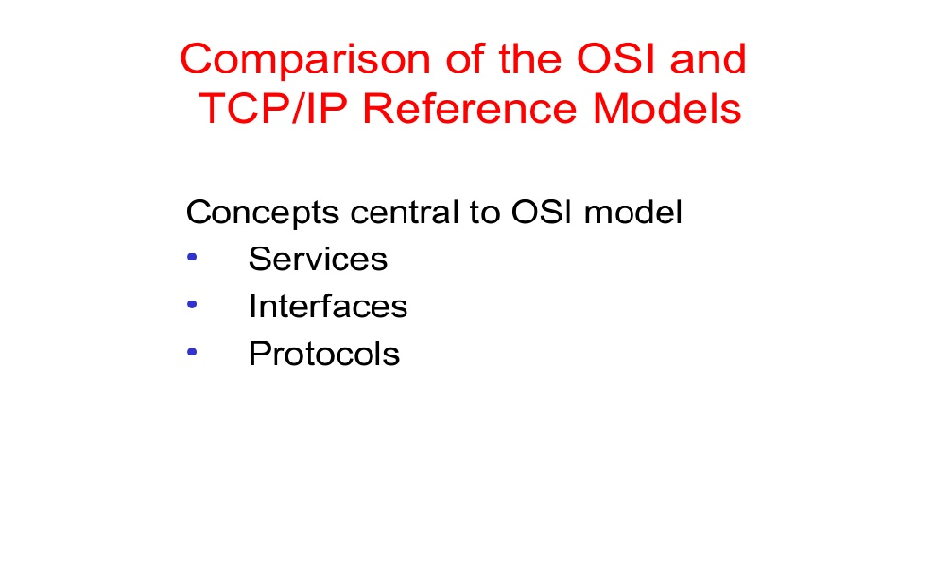 Comparison of the OSI and
TCP/IP Reference Models
Concepts central to OSI model
• Services
• Interfaces
• Protocols